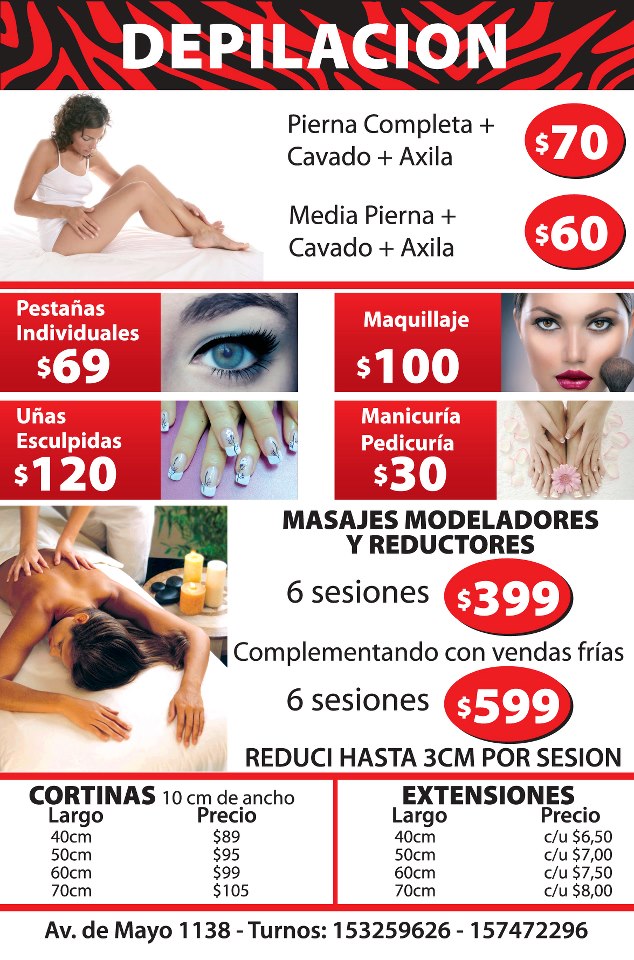 DEPILACION
Pierna Completa +
Cavado + Axila
$70
Media Pierna +
Cavado + Axila
$60
Pestañas
Individuales
$69
Maquillaje
$100
Uñas
Esculpidas
$120
Manicuría
Pedicuría
$30
MASAJES MODELADORES
Y REDUCTORES
6 sesiones $399
Complementando con vendas frías
6 sesiones $599
REDUCI HASTA 3CM POR SESION
CORTINAS 10 cm de ancho
Largo Precio
40cm $89
50cm $95
60cm $99
70cm $105
EXTENSIONES
Largo Precio
40cm c/u $6,50
50cm c/u $7,00
60cm c/u $7,50
70cm c/u $8,00
Av. de Mayo 1138 - Turnos: 153259626 - 157472296